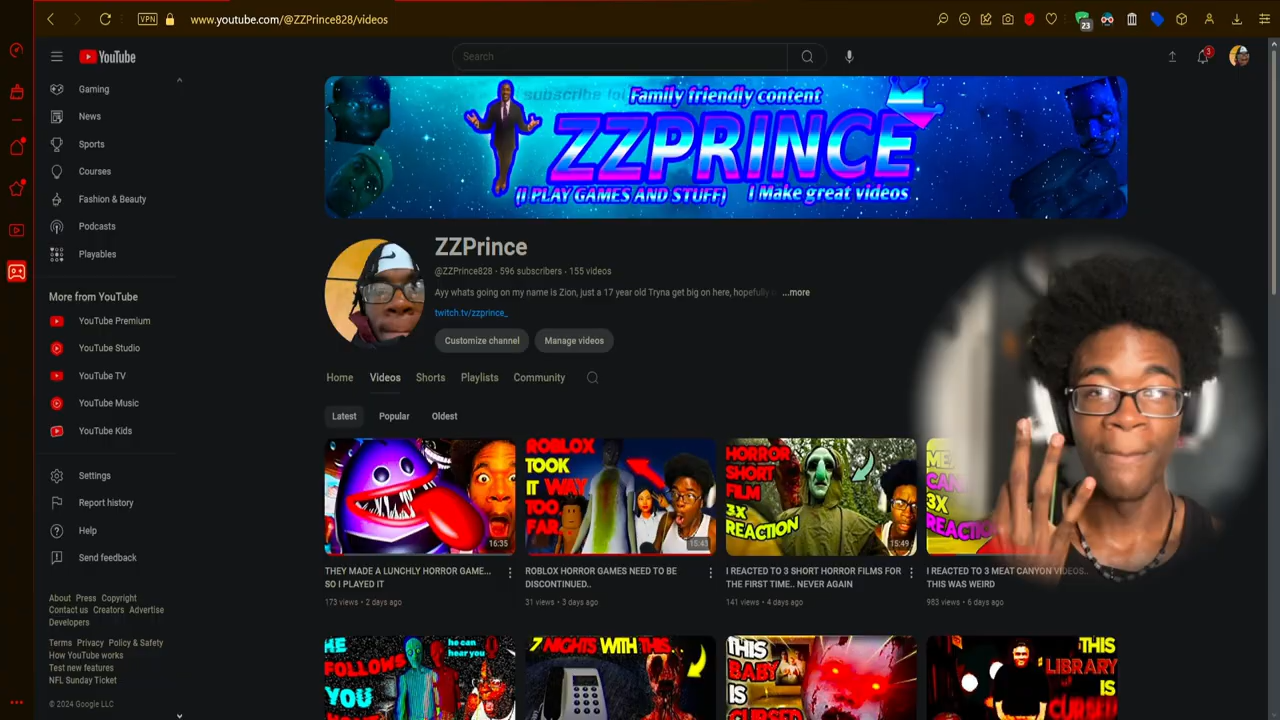 VPN
www.youtube.com/@ZZPrince828/videos
23
YouTube
Search
3
Gaming
News
Sports
Courses
Fashion & Beauty
Podcasts
Playables
More from YouTube
YouTube Premium
YouTube Studio
YouTube TV
YouTube Music
YouTube Kids
Settings
Report history
Help
Send feedback
About Press Copyright
Contact us Creators Advertise
Developers
Terms Privacy Policy & Safety
How YouTube works
Test new features
NFL Sunday Ticket
© 2024 Google LLC
subscribe lol
Family friendly content
ZZPRINCE
(I PLAY GAMES AND STUFF) I Make great videos
ZZPrince
@ZZPrince828 · 596 subscribers · 155 videos
Ayy whats going on my name is Zion, just a 17 year old Tryna get big on here, hopefully ...more
twitch.tv/zzprince_
Customize channel
Manage videos
Home Videos Shorts Playlists Community
Latest Popular Oldest
16:35
THEY MADE A LUNCHLY HORROR GAME...
SO I PLAYED IT
173 views · 2 days ago
ROBLOX
TOOK
IT WAY
TOO
FAR
15:43
ROBLOX HORROR GAMES NEED TO BE
DISCONTINUED..
31 views · 3 days ago
HORROR
SHORT
FILM
3X
REACTION
15:49
I REACTED TO 3 SHORT HORROR FILMS FOR
THE FIRST TIME.. NEVER AGAIN
141 views · 4 days ago
3X
I REACTED TO 3 MEAT CANYON VIDEOS..
THIS WAS WEIRD
983 views · 6 days ago
HE
FOLLOWS
YOU
he can
hear you
7 NIGHTS WITH THIS
THIS
BABY
IS
CURSED
THIS
LIBRARY
IS
CURSED